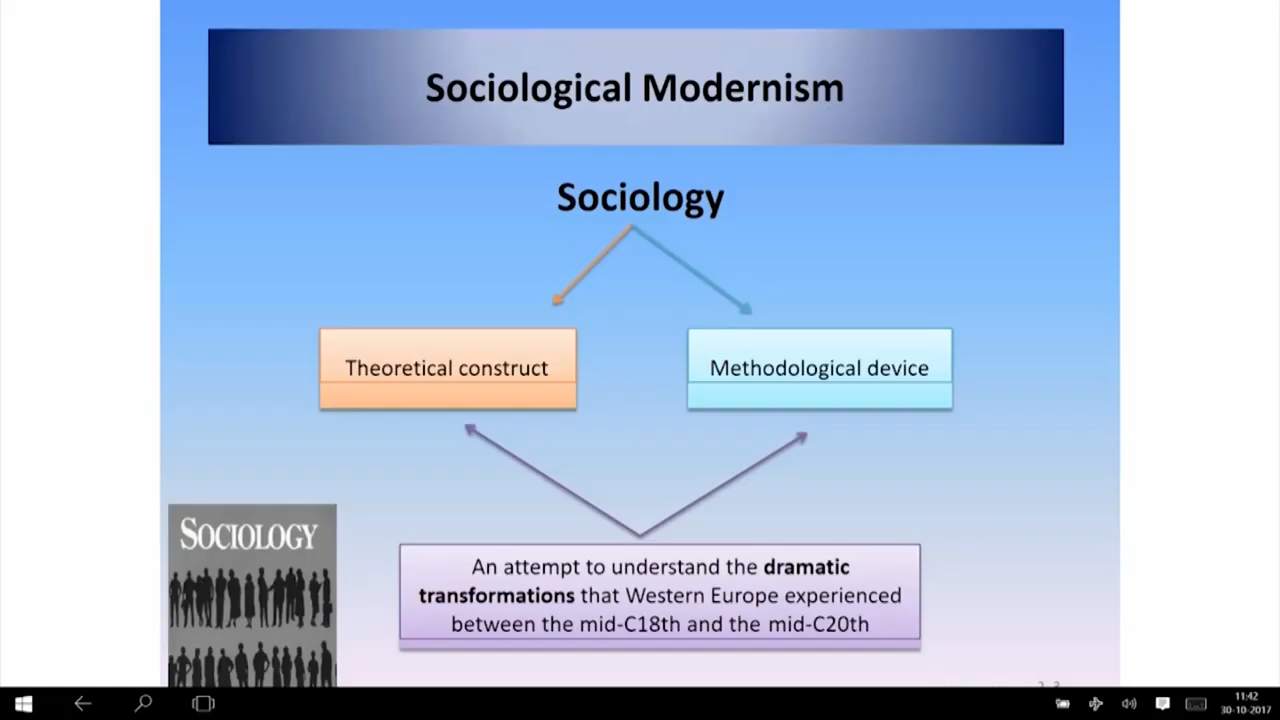 Sociological Modernism
Sociology
Theoretical construct
Methodological device
SOCIOLOGY
An attempt to understand the dramatic
transformations that Western Europe experienced
between the mid-C18th and the mid-C20th
11:42
30-10-2017